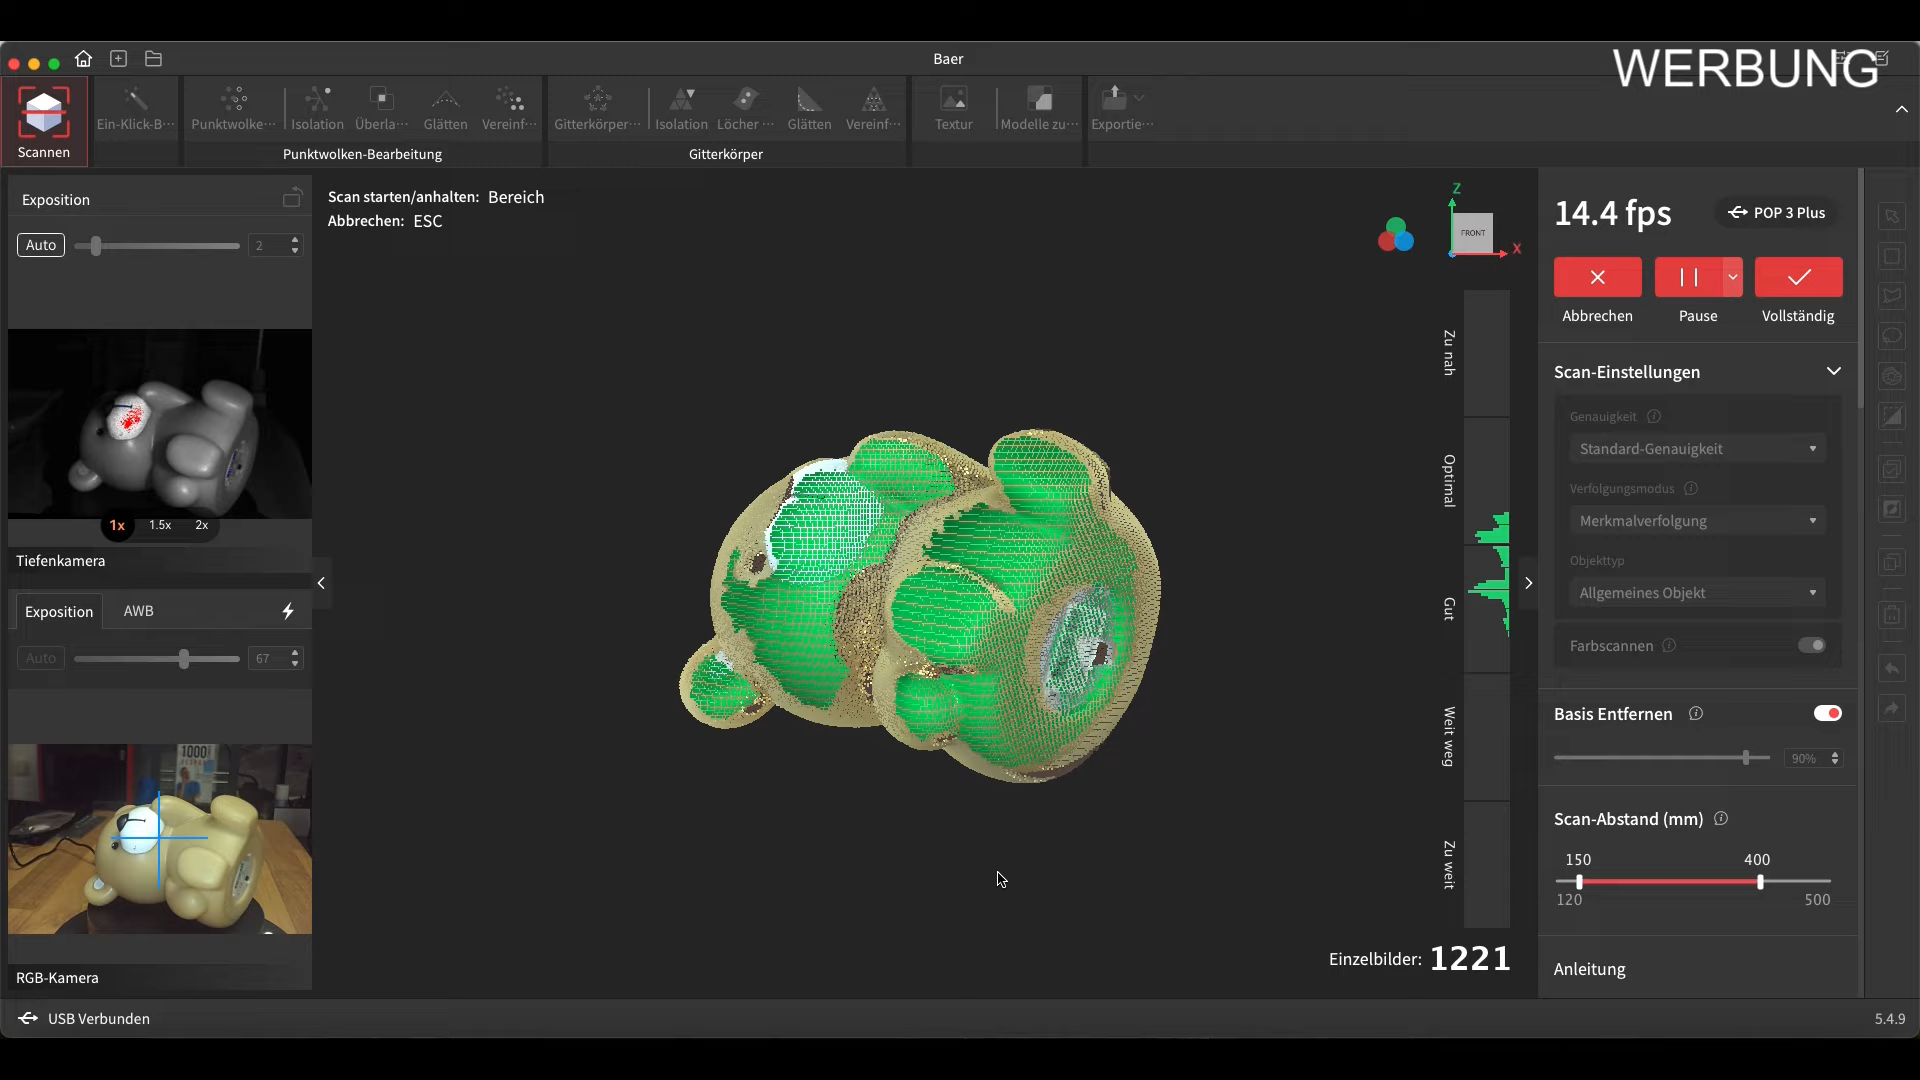 Baer
WERBUNG
Scannen
Ein-Klick-B···
Punktwolke···
Isolation
Überla···
Glätten
Vereinf···
Punktwolken-Bearbeitung
Gitterkörper···
Isolation
Löcher ···
Glätten
Vereinf···
Gitterkörper
Textur
Modelle zu···
Exportie···
Exposition
Auto
2
1x
1.5x
2x
Tiefenkamera
Exposition
AWB
Auto
67
1000
RGB-Kamera
Scan starten/anhalten: Bereich
Abbrechen: ESC
Z
FRONT
X
Zu nah
Optimal
Gut
Weit weg
Zu weit
Einzelbilder: 1221
14.4 fps
POP 3 Plus
Abbrechen
Pause
Vollständig
Scan-Einstellungen
Genauigkeit
Standard-Genauigkeit
Verfolgungsmodus
Merkmalverfolgung
Objekttyp
Allgemeines Objekt
Farbscannen
Basis Entfernen
90%
Scan-Abstand (mm)
150
400
120
500
Anleitung
USB Verbunden
5.4.9